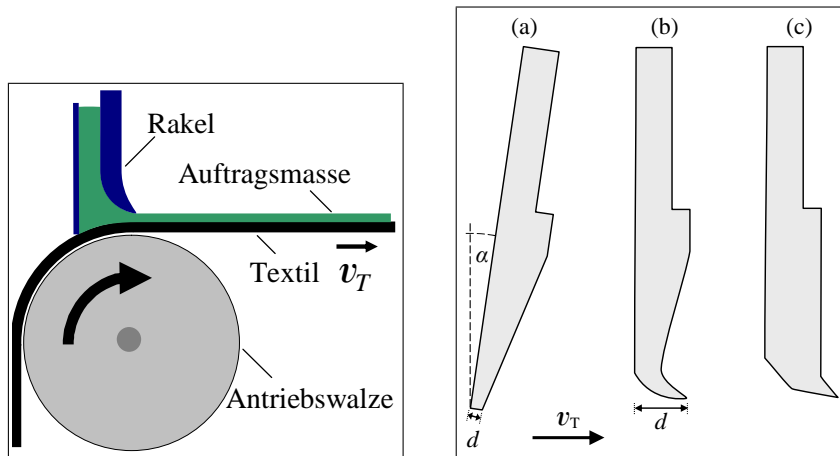 Rakel
Auftragsmasse
Textil
v_T
Antriebswalze
(a) (b) (c)
α
d
v_T
d